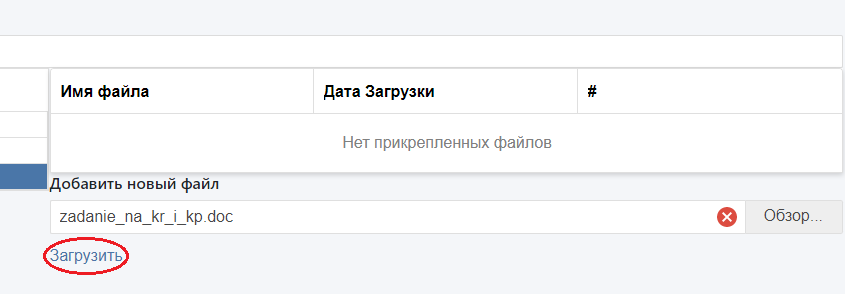 Имя файла Дата Загрузки #
Нет прикрепленных файлов
Добавить новый файл
zadanie_na_kr_i_kp.doc Обзор...
Загрузить